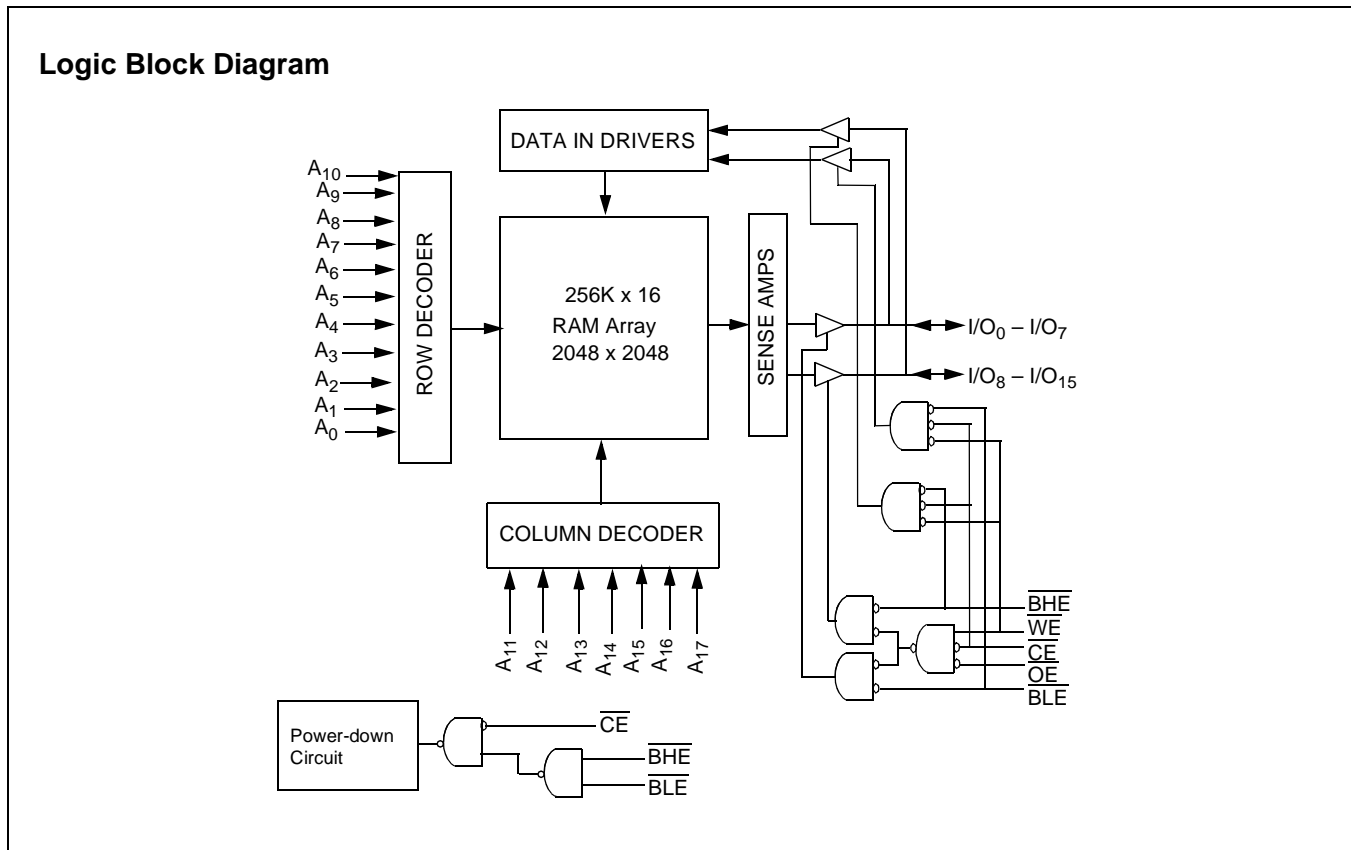 Logic Block Diagram
DATA IN DRIVERS
A10
A9
A8
A7
A6
A5
A4
A3
A2
A1
A0
ROW DECODER
256K x 16
RAM Array
2048 x 2048
SENSE AMPS
I/O0 – I/O7
I/O8 – I/O15
COLUMN DECODER
A11
A12
A13
A14
A15
A16
A17
BHE
WE
CE
OE
BLE
Power-down
Circuit
CE
BHE
BLE